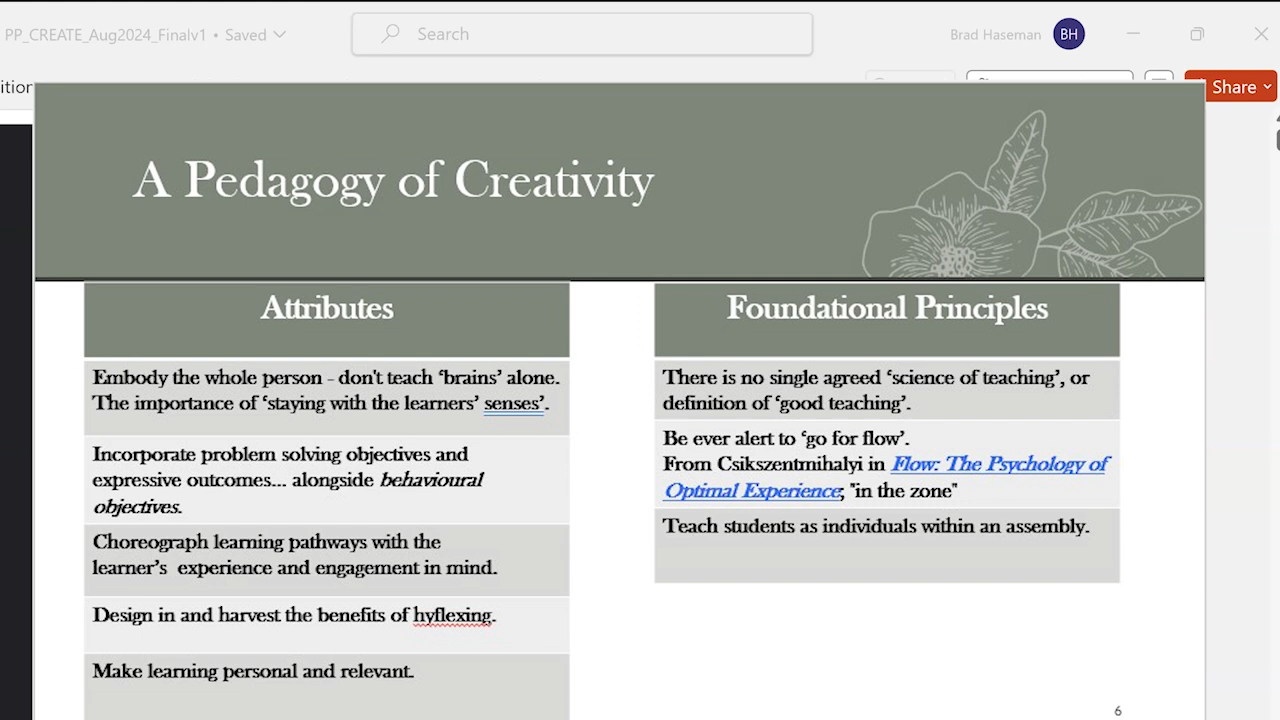 PP_CREATE_Aug2024_Finalv1 • Saved
Search
Brad Haseman
BH
ition
Share
A Pedagogy of Creativity
Attributes
Embody the whole person - don't teach ‘brains’ alone.
The importance of ‘staying with the learners’ senses’.
Incorporate problem solving objectives and
expressive outcomes... alongside behavioural
objectives.
Choreograph learning pathways with the
learner’s experience and engagement in mind.
Design in and harvest the benefits of hyflexing.
Make learning personal and relevant.
Foundational Principles
There is no single agreed ‘science of teaching’, or
definition of ‘good teaching’.
Be ever alert to ‘go for flow’.
From Csikszentmihalyi in Flow: The Psychology of
Optimal Experience; "in the zone"
Teach students as individuals within an assembly.
6